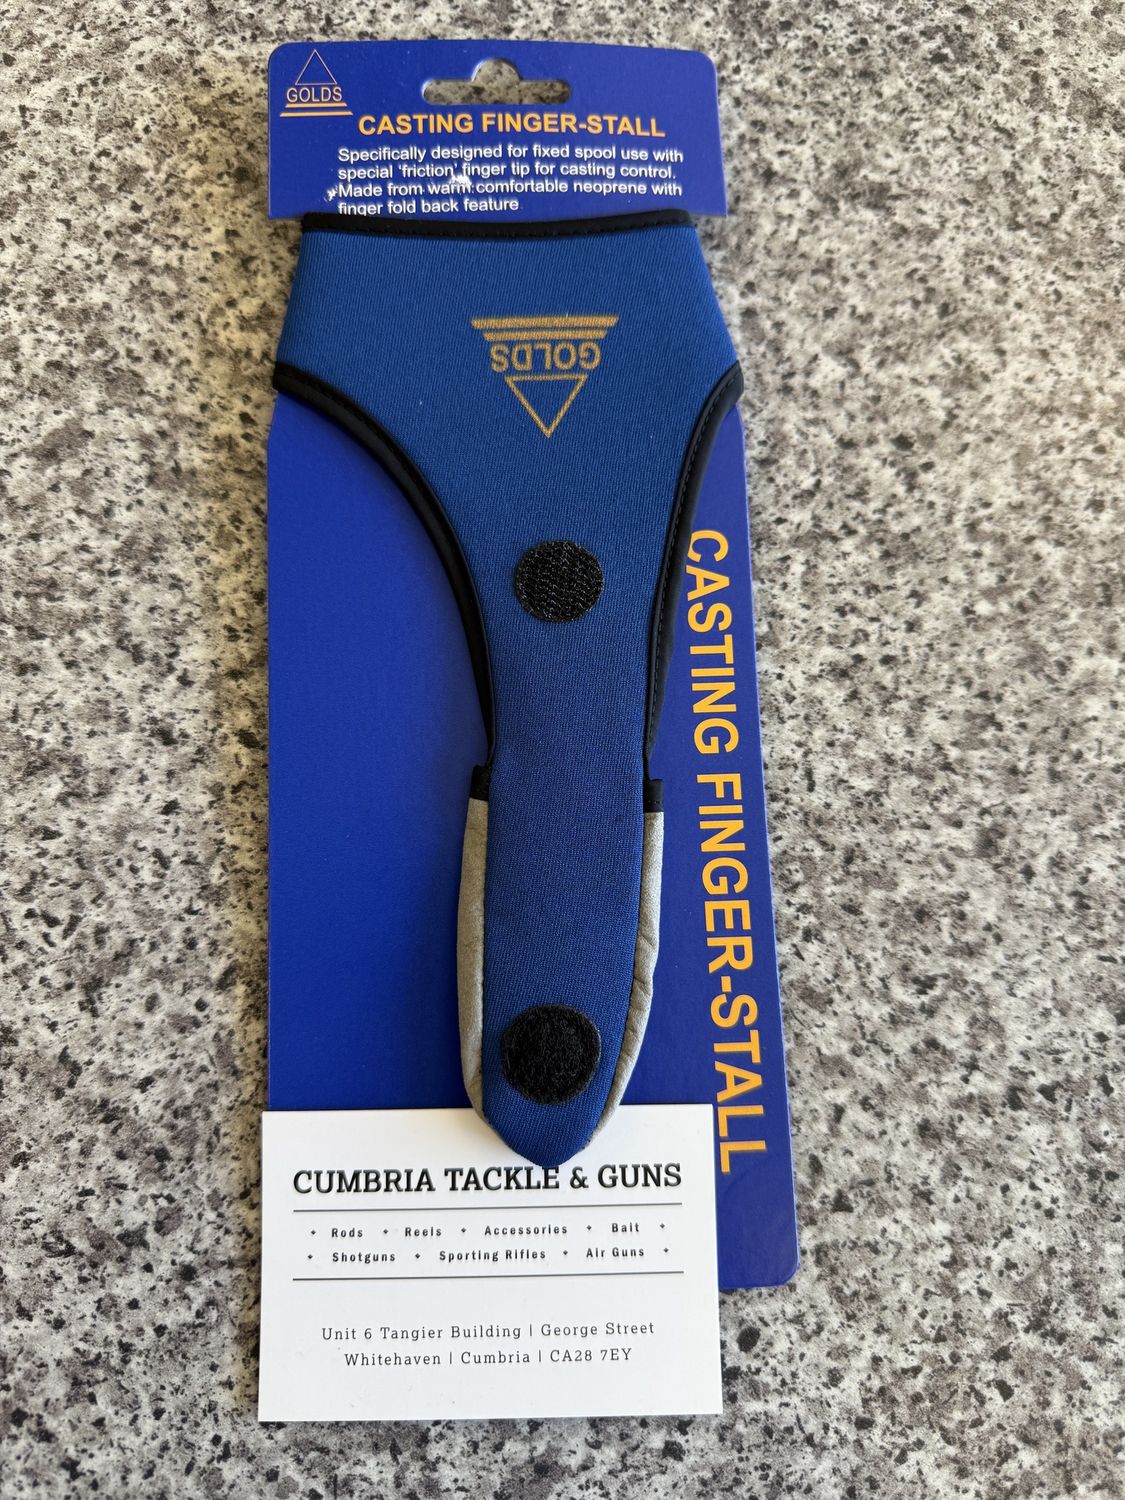 GOLDS
CASTING FINGER-STALL
Specifically designed for fixed spool use with
special 'friction' finger tip for casting control.
Made from warm comfortable neoprene with
finger fold back feature
GOLDS
CASTING FINGER-STALL
CUMBRIA TACKLE & GUNS
Rods Reels Accessories Bait
Shotguns Sporting Rifles Air Guns
Unit 6 Tangier Building | George Street
Whitehaven | Cumbria | CA28 7EY